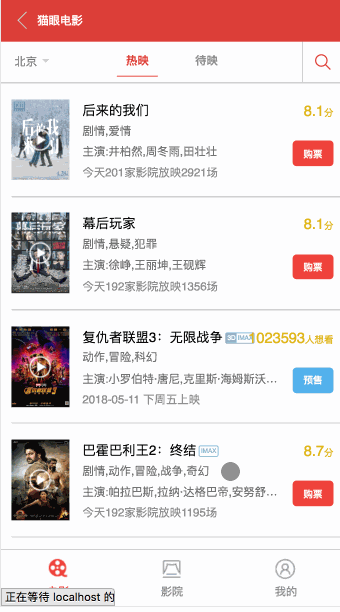 猫眼电影
北京 热映 待映
后来的我们 8.1分
剧情,爱情
主演:井柏然,周冬雨,田壮壮
购票
今天201家影院放映2921场
幕后玩家 8.1分
剧情,悬疑,犯罪
主演:徐峥,王丽坤,王砚辉
购票
今天192家影院放映1356场
复仇者联盟3：无限战争 3D IMAX 1023593人想看
动作,冒险,科幻
主演:小罗伯特·唐尼,克里斯·海姆斯沃...
预售
2018-05-11 下周五上映
巴霍巴利王2：终结 IMAX 8.7分
剧情,动作,冒险,战争,奇幻
主演:帕拉巴斯,拉纳·达格巴帝,安努舒...
购票
今天192家影院放映1195场
影院 我的
正在等待 localhost 的